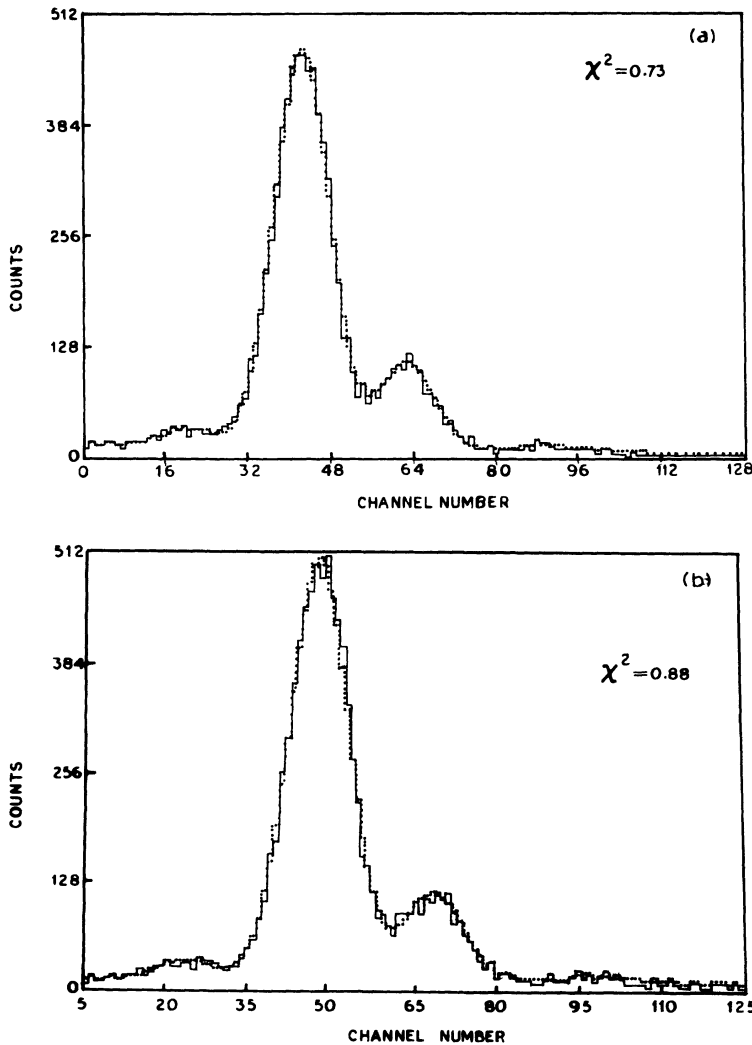 (a)
χ²=0.73
512
384
256
128
0
COUNTS
0 16 32 48 64 80 96 112 128
CHANNEL NUMBER
(b)
χ²=0.88
512
384
256
128
0
COUNTS
5 20 35 50 65 80 95 110 125
CHANNEL NUMBER